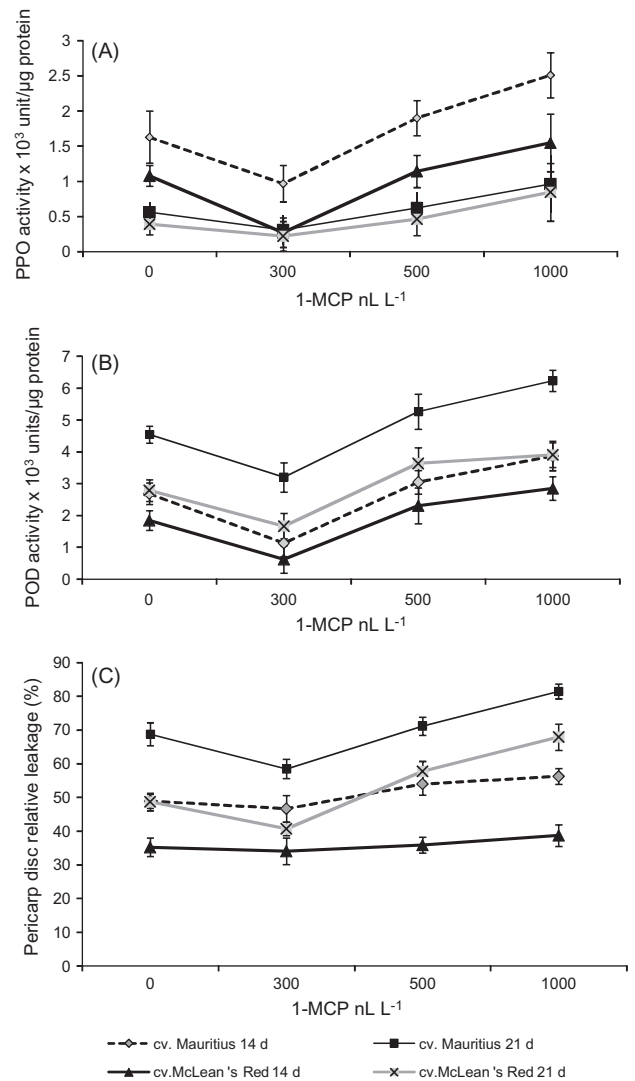 (A)
3
2.5
2
1.5
1
0.5
0
PPO activity x 10³ unit/µg protein
0 300 500 1000
1-MCP nL L⁻¹
(B)
7
6
5
4
3
2
1
0
POD activity x 10³ units/µg protein
0 300 500 1000
1-MCP nL L⁻¹
(C)
90
80
70
60
50
40
30
20
10
0
Pericarp disc relative leakage (%)
0 300 500 1000
1-MCP nL L⁻¹
cv. Mauritius 14 d cv. Mauritius 21 d
cv.McLean 's Red 14 d cv.McLean 's Red 21 d